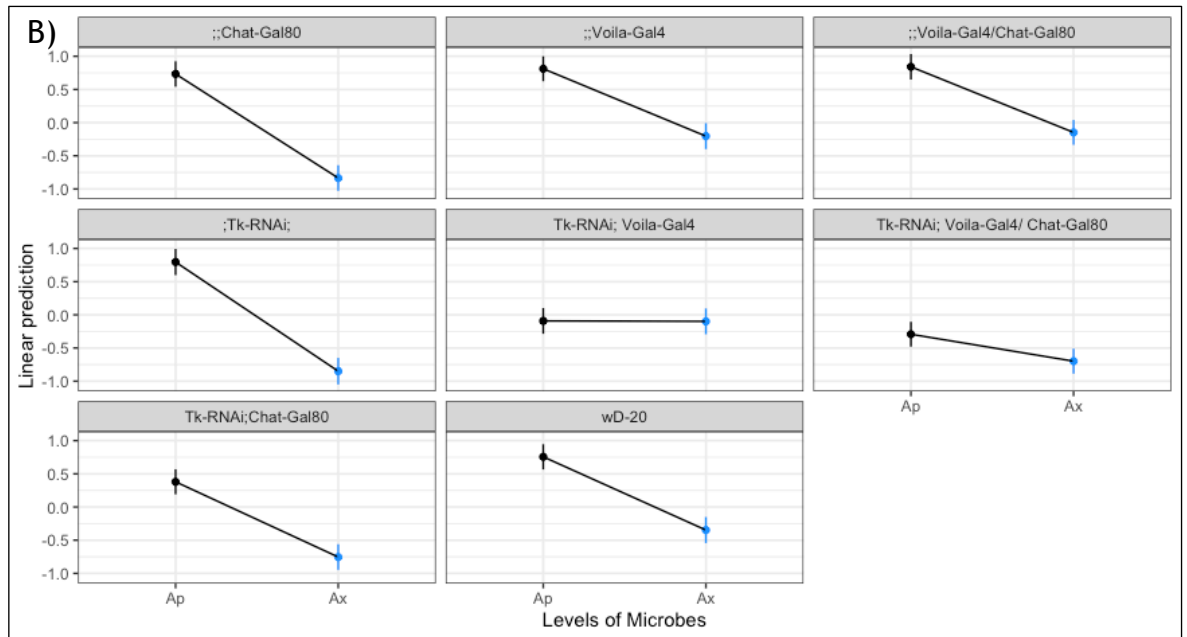 B)
;;Chat-Gal80
;;Voila-Gal4
;;Voila-Gal4/Chat-Gal80
1.0
0.5
0.0
-0.5
-1.0
;Tk-RNAi;
Tk-RNAi; Voila-Gal4
Tk-RNAi; Voila-Gal4/ Chat-Gal80
1.0
0.5
0.0
-0.5
-1.0
Linear prediction
Ap Ax
Tk-RNAi;Chat-Gal80
wD-20
1.0
0.5
0.0
-0.5
-1.0
Ap Ax
Ap Ax
Levels of Microbes